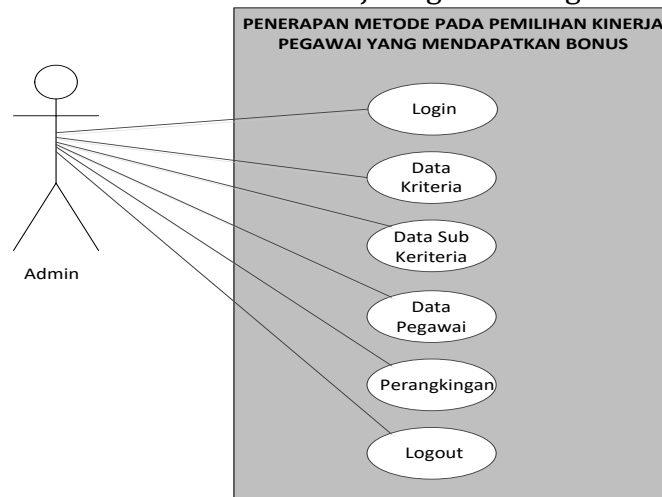 PENERAPAN METODE PADA PEMILIHAN KINERJA
PEGAWAI YANG MENDAPATKAN BONUS
Login
Data
Kriteria
Data Sub
Keriteria
Admin
Data
Pegawai
Perangkingan
Logout